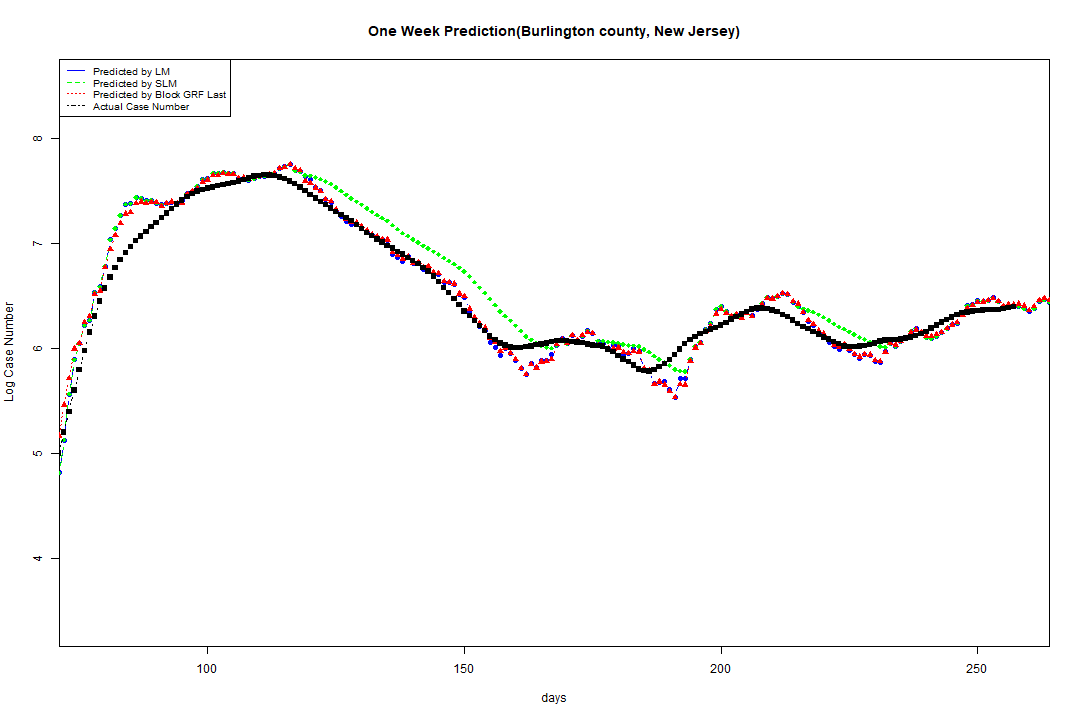 One Week Prediction(Burlington county, New Jersey)
Predicted by LM
Predicted by SLM
Predicted by Block GRF Last
Actual Case Number
8
7
6
5
4
Log Case Number
100 150 200 250
days